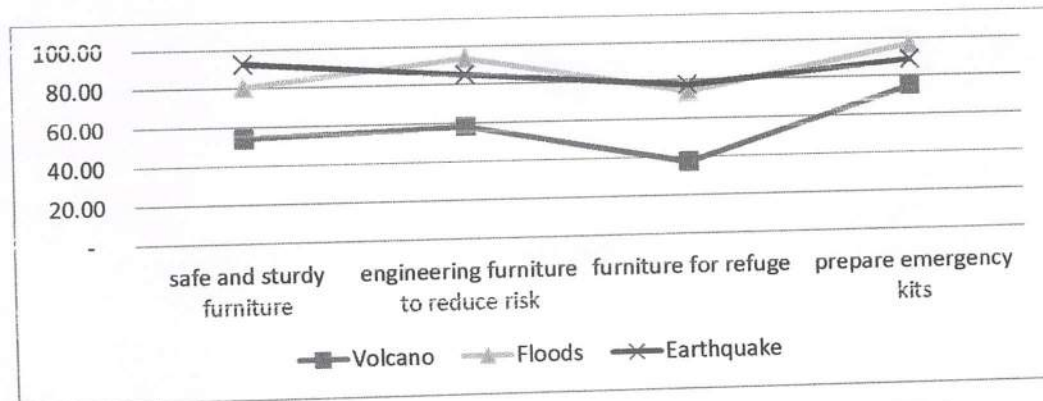 100.00
80.00
60.00
40.00
20.00
-
safe and sturdy furniture
engineering furniture to reduce risk
furniture for refuge
prepare emergency kits
Volcano Floods Earthquake